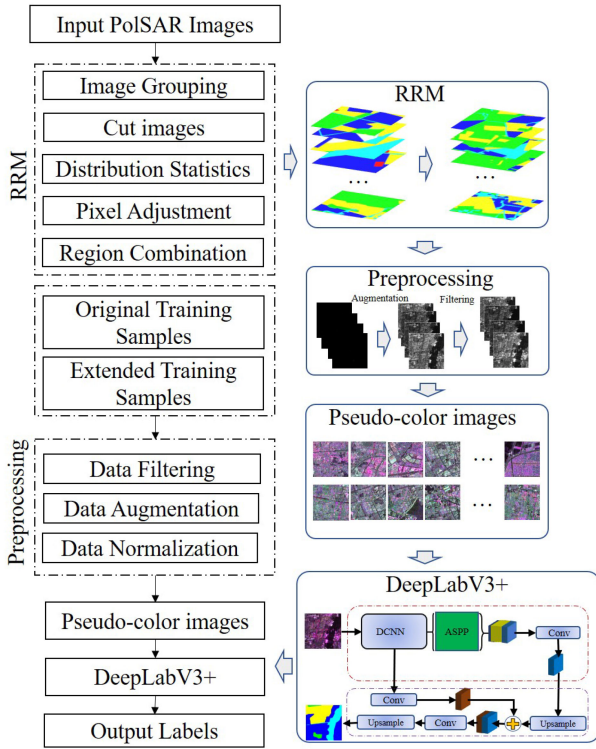 Input PolSAR Images
RRM
Image Grouping
Cut images
Distribution Statistics
Pixel Adjustment
Region Combination
Original Training
Samples
Extended Training
Samples
Preprocessing
Data Filtering
Data Augmentation
Data Normalization
Pseudo-color images
DeepLabV3+
Output Labels
RRM
...
...
Preprocessing
Augmentation
Filtering
Pseudo-color images
...
...
DeepLabV3+
DCNN
ASPP
Conv
Conv
Upsample
Conv
Upsample